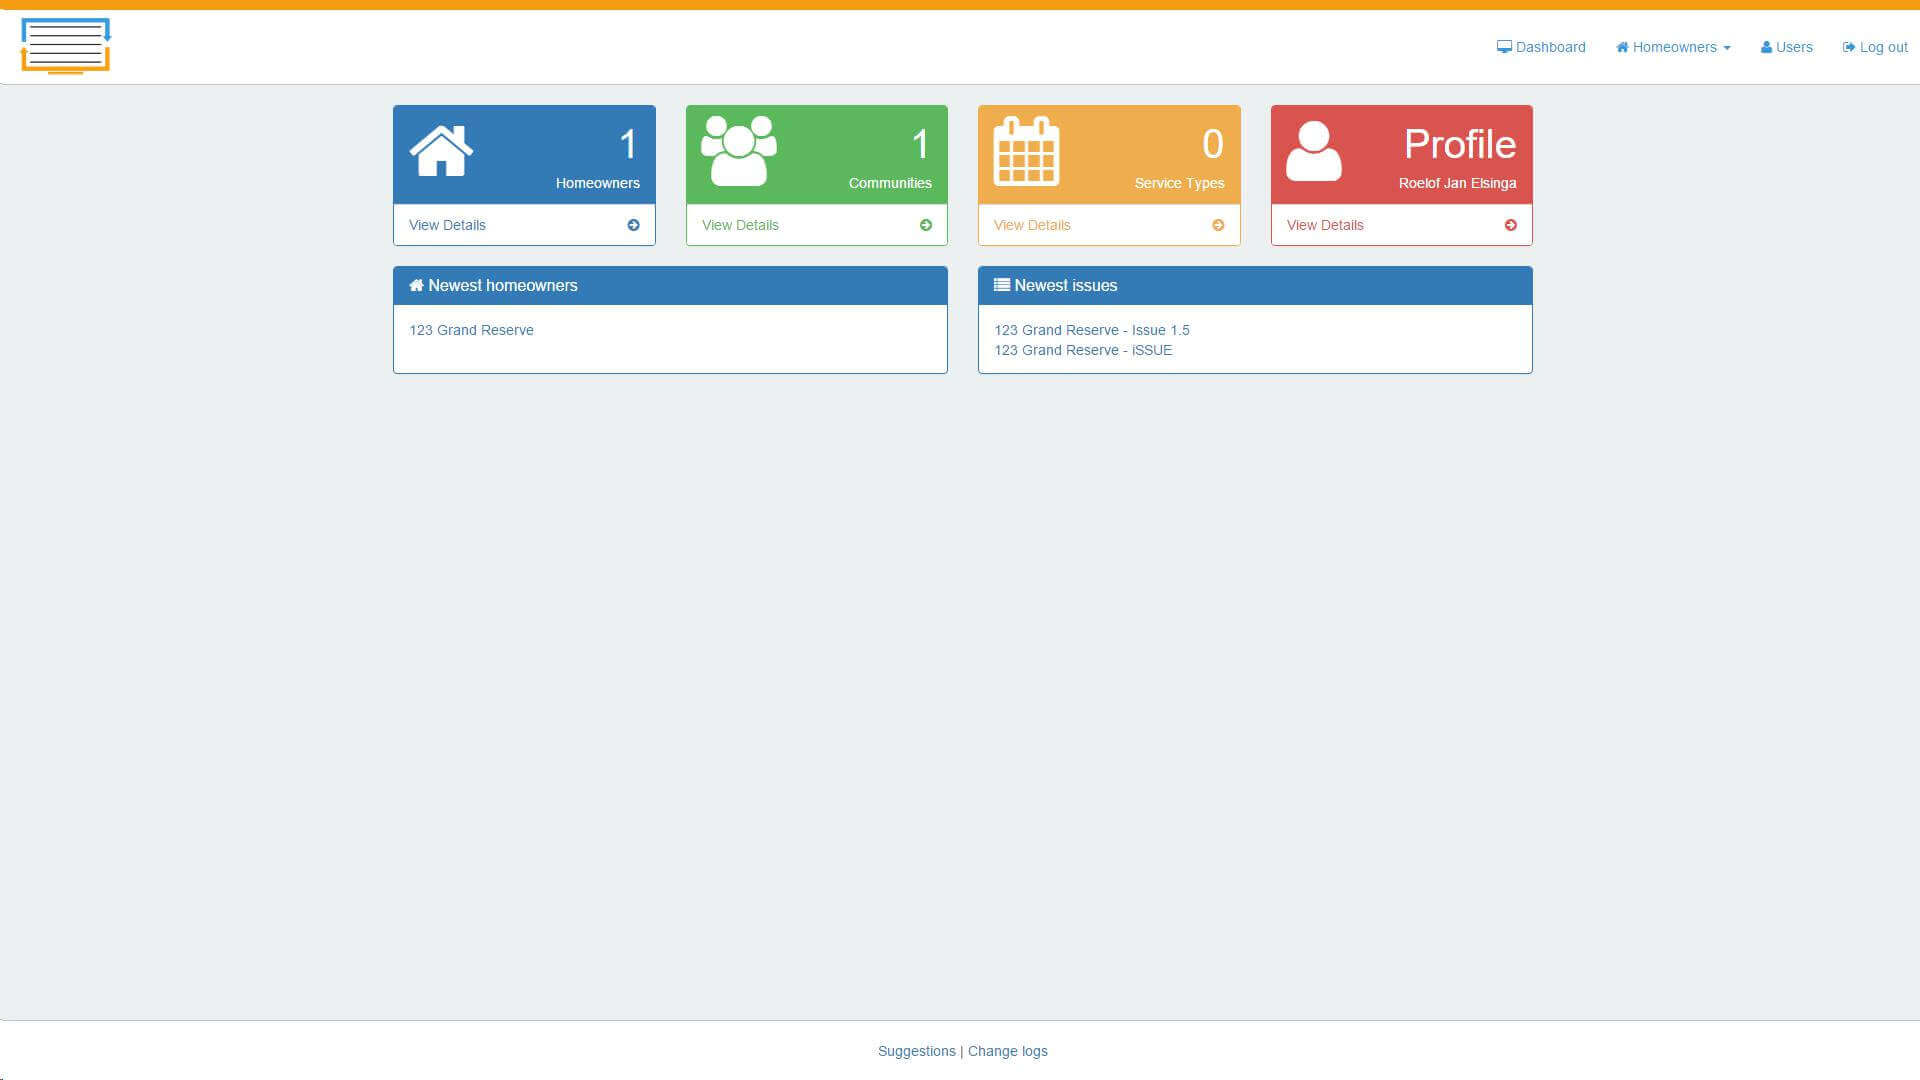 Dashboard Homeowners Users Log out
1
Homeowners
View Details
1
Communities
View Details
0
Service Types
View Details
Profile
Roelof Jan Elsinga
View Details
Newest homeowners
123 Grand Reserve
Newest issues
123 Grand Reserve - Issue 1.5
123 Grand Reserve - iSSUE
Suggestions | Change logs